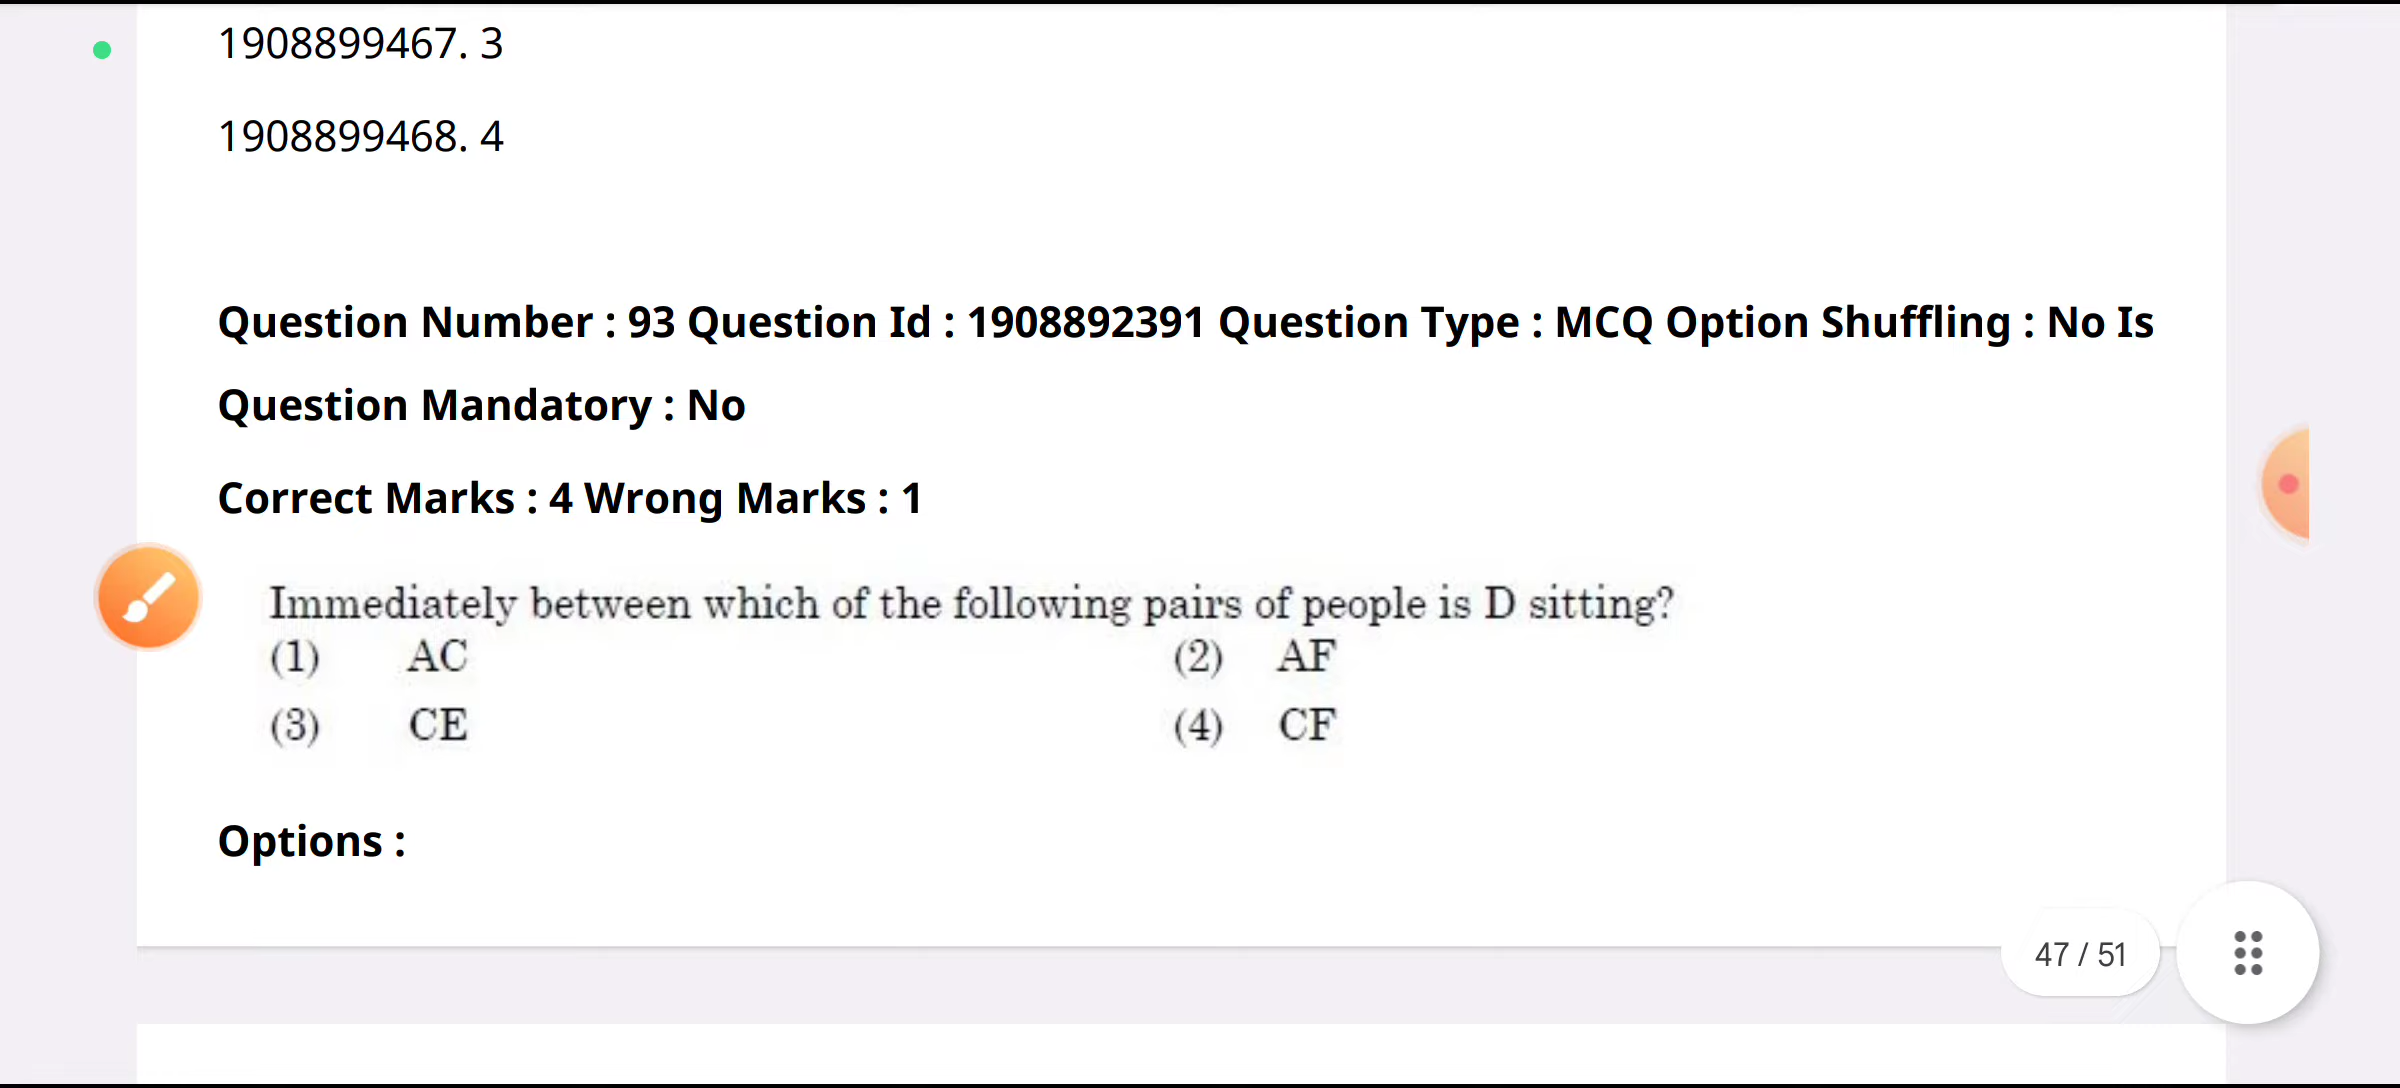 1908899467. 3
1908899468. 4
Question Number : 93 Question Id : 1908892391 Question Type : MCQ Option Shuffling : No Is
Question Mandatory : No
Correct Marks : 4 Wrong Marks : 1
Immediately between which of the following pairs of people is D sitting?
(1) AC (2) AF
(3) CE (4) CF
Options :
47 / 51